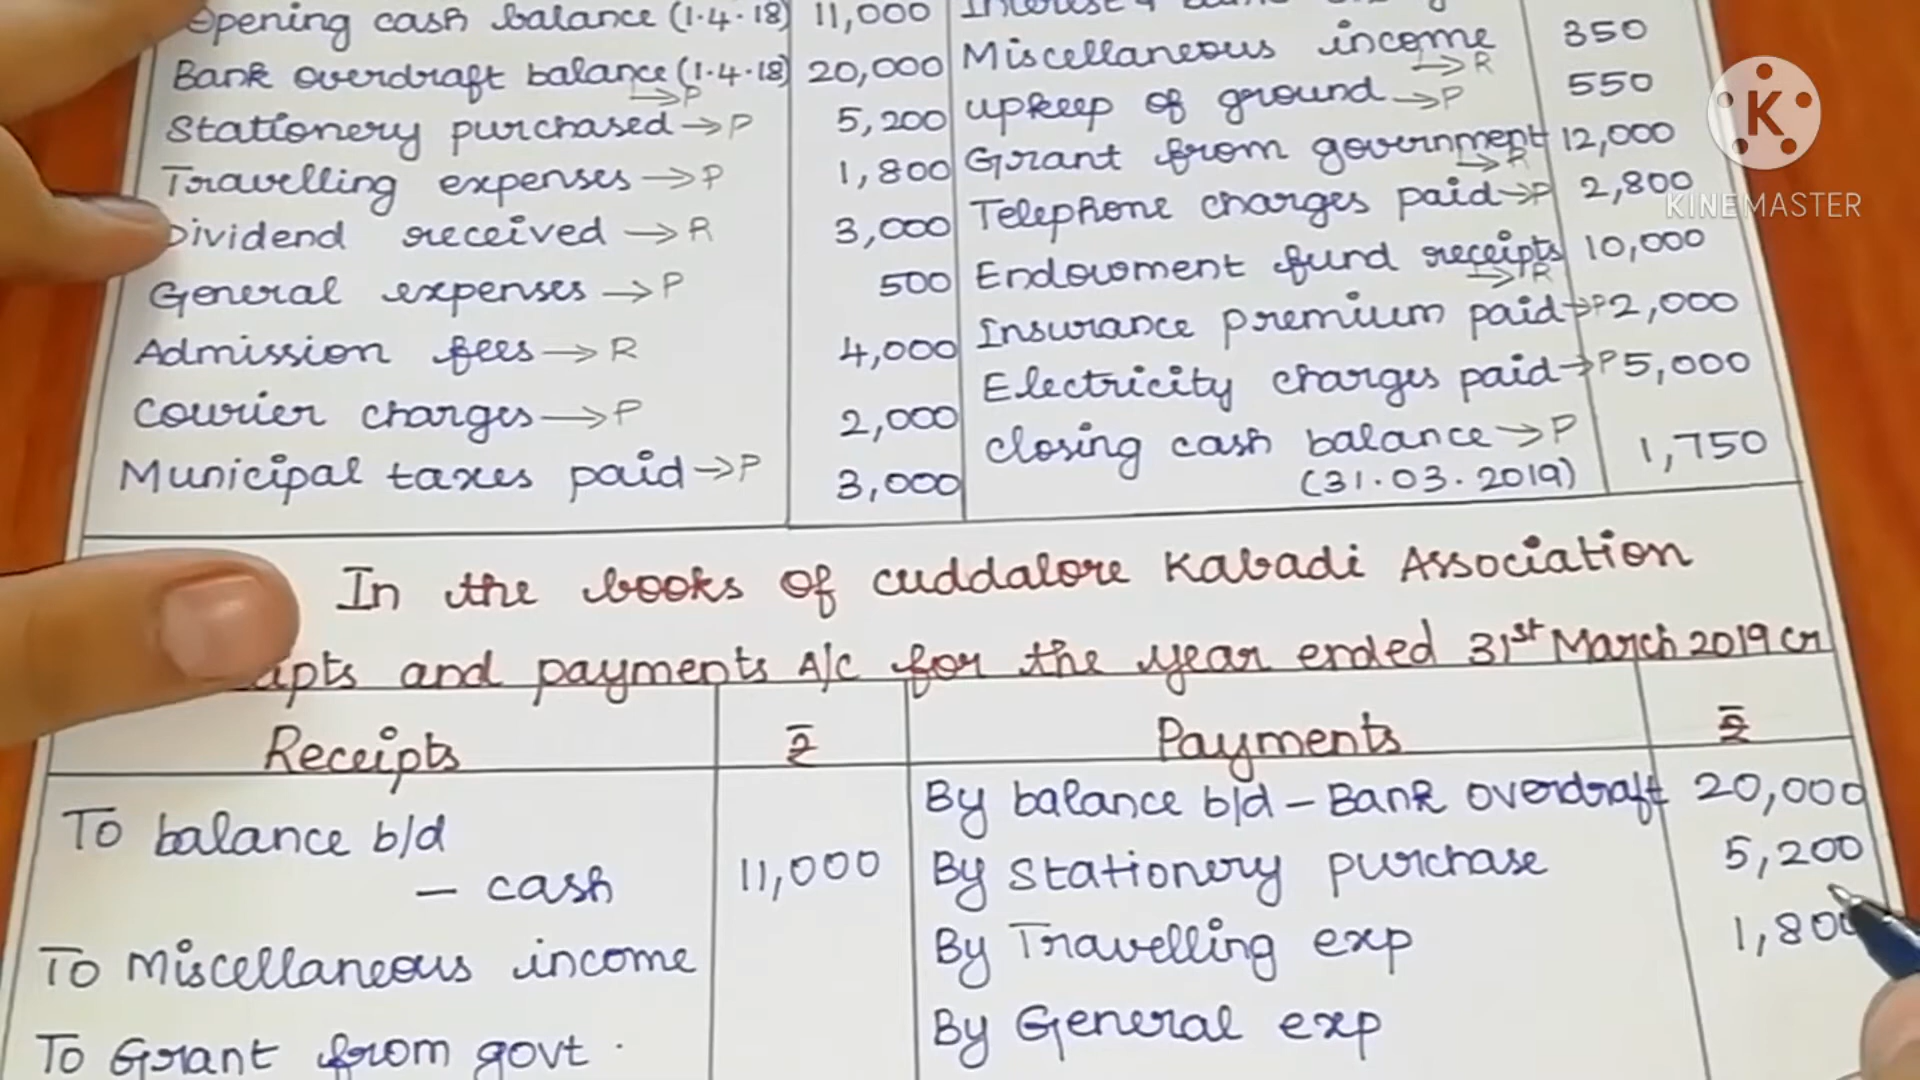 Opening cash balance (1.4.18) 11,000
Bank overdraft balance (1.4.18) 20,000
→P
Stationery purchased →P 5,200
Travelling expenses →P 1,800
Dividend received →R 3,000
General expenses →P 500
Admission fees →R 4,000
Courier charges →P 2,000
Municipal taxes paid →P 3,000
Miscellaneous income 350
→R
upkeep of ground →P 550
Grant from government 12,000
→R
Telephone charges paid →P 2,800
Endowment fund receipts 10,000
→R
Insurance premium paid →P 2,000
Electricity charges paid →P 5,000
closing cash balance →P 1,750
(31.03.2019)
K
KINEMASTER
In the books of cuddalore Kabadi Association
and payments A/C for the year ended 31st March 2019 Cr
Receipts ₹ Payments ₹
To balance b/d
- cash 11,000
To Miscellaneous income
To Grant from govt.
By balance b/d - Bank overdraft 20,000
By Stationery purchase 5,200
By Travelling exp 1,800
By General exp